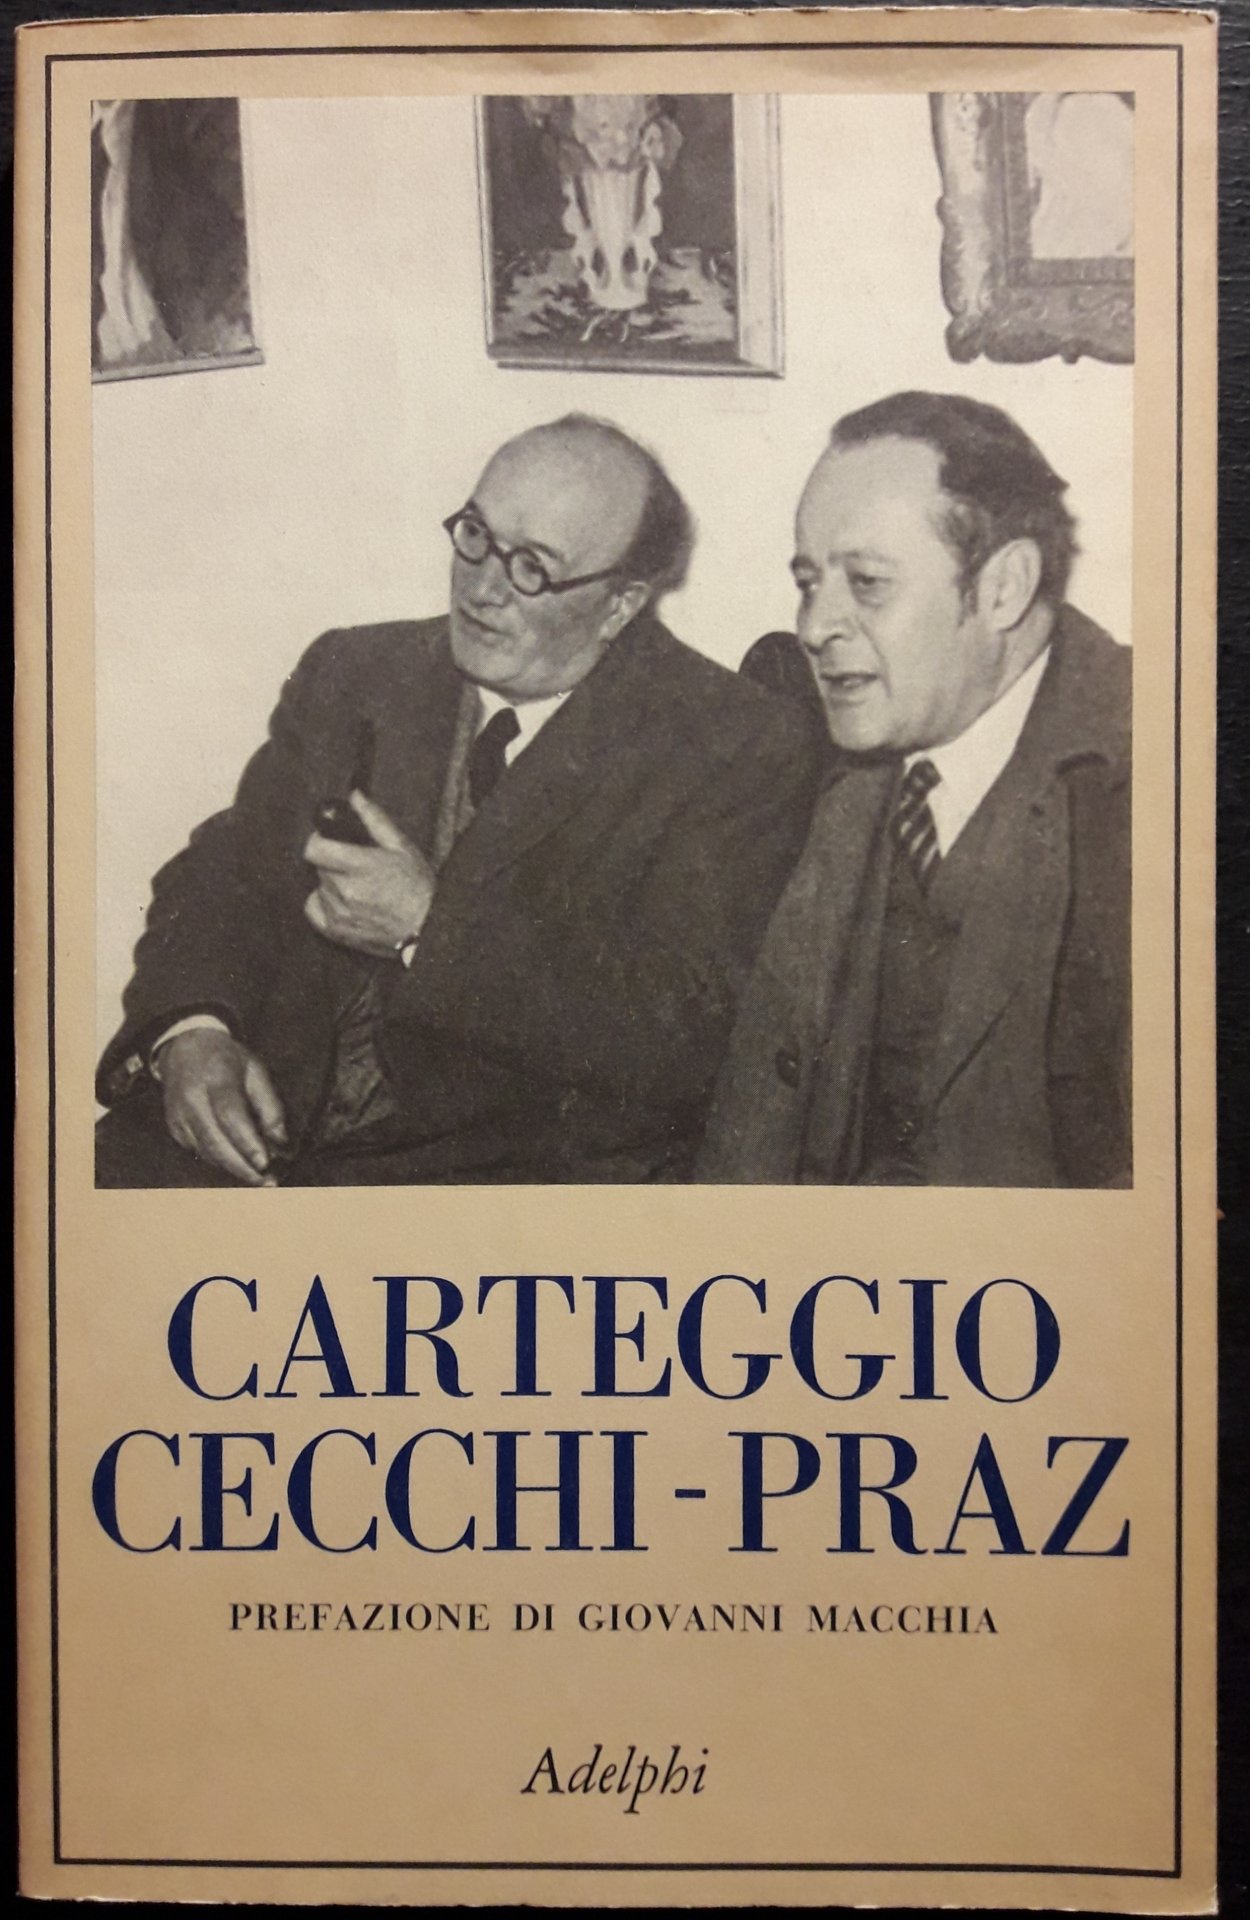 CARTEGGIO
CECCHI-PRAZ
PREFAZIONE DI GIOVANNI MACCHIA
Adelphi